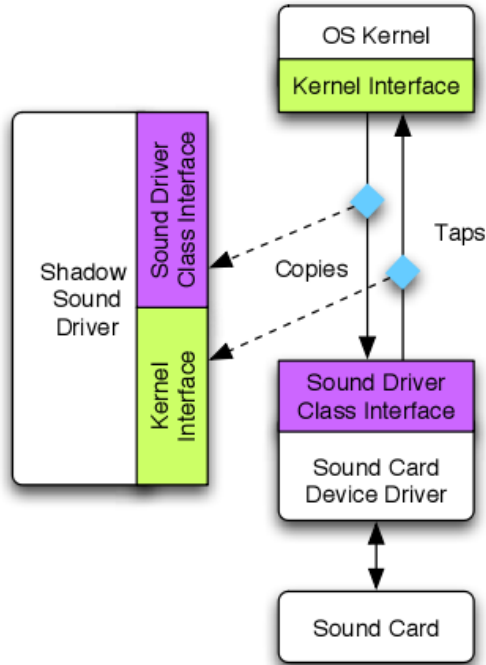 OS Kernel
Kernel Interface
Sound Driver
Class Interface
Shadow
Sound
Driver
Kernel
Interface
Taps
Copies
Sound Driver
Class Interface
Sound Card
Device Driver
Sound Card